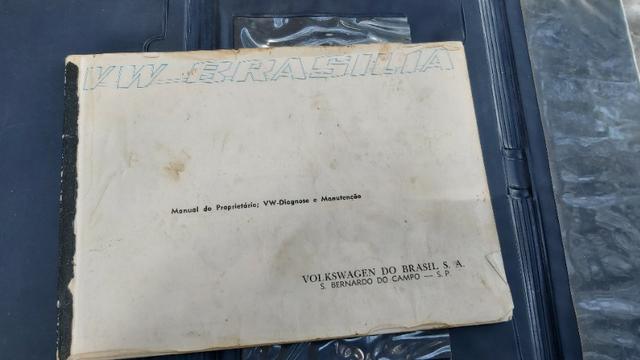 VW BRASILIA
Manual do Proprietário; VW-Diagnose e Manutenção
VOLKSWAGEN DO BRASIL S. A.
S. BERNARDO DO CAMPO — S. P.